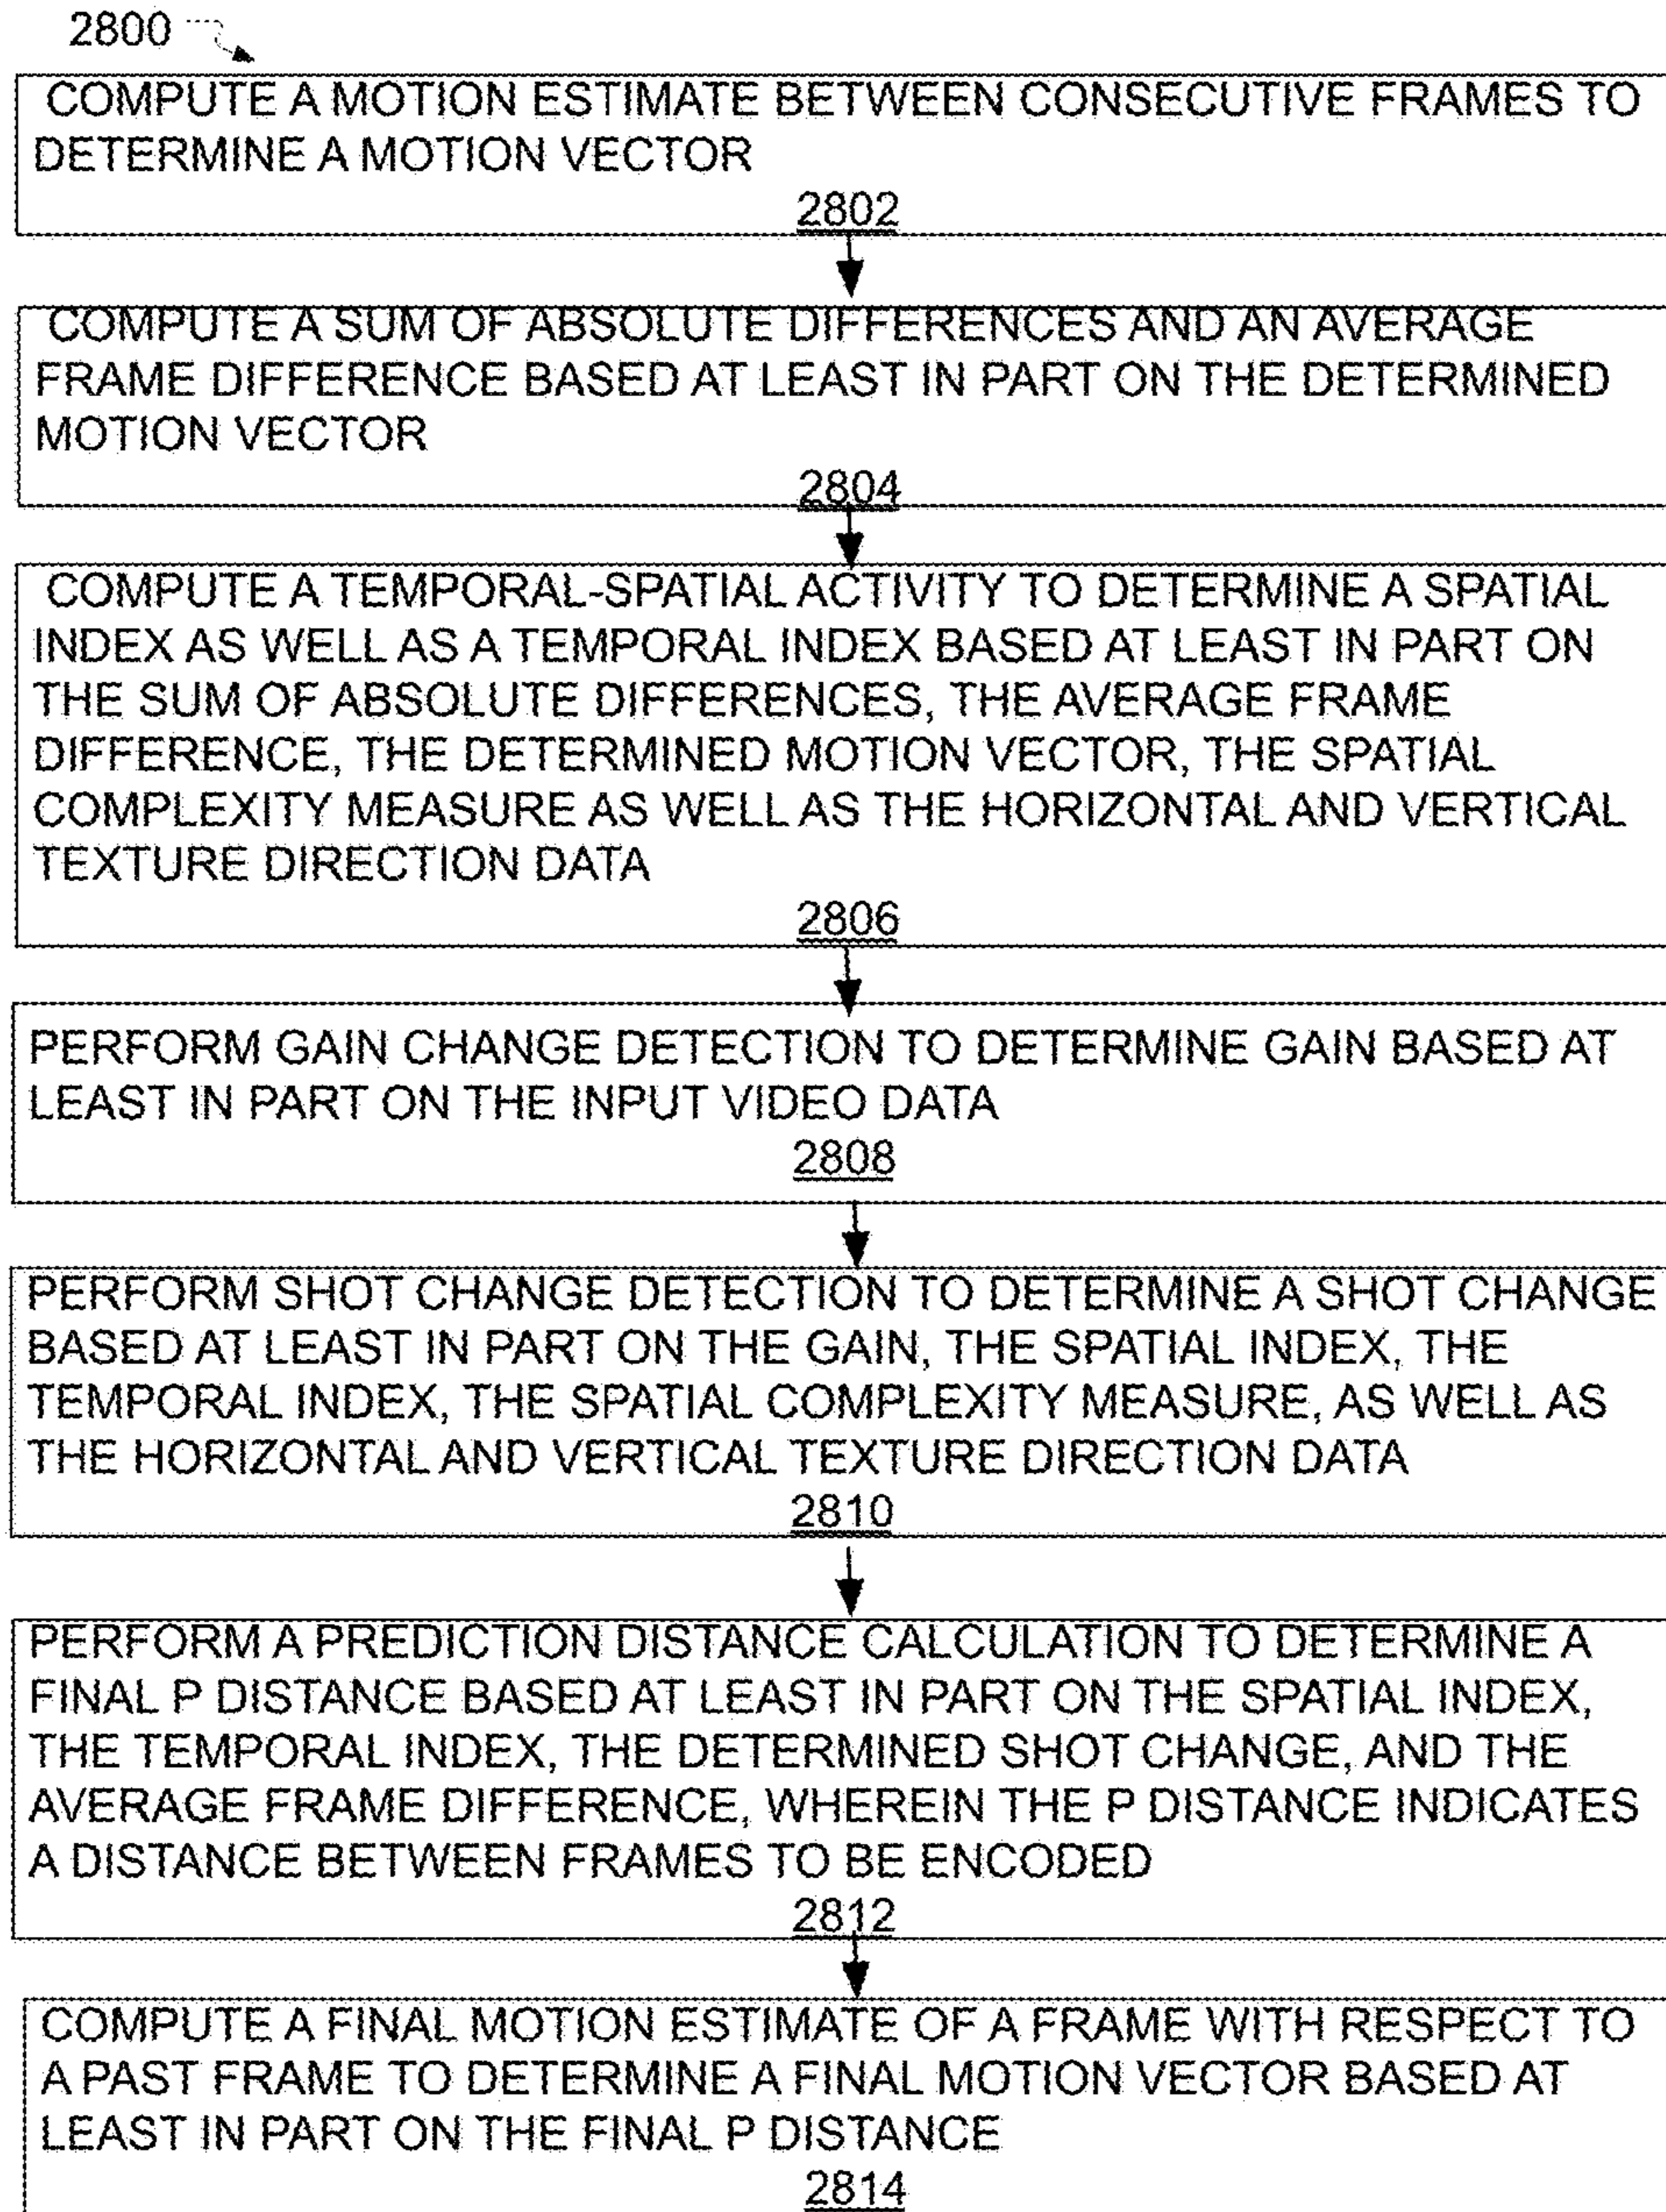 2800
COMPUTE A MOTION ESTIMATE BETWEEN CONSECUTIVE FRAMES TO
DETERMINE A MOTION VECTOR
2802
COMPUTE A SUM OF ABSOLUTE DIFFERENCES AND AN AVERAGE
FRAME DIFFERENCE BASED AT LEAST IN PART ON THE DETERMINED
MOTION VECTOR
2804
COMPUTE A TEMPORAL-SPATIAL ACTIVITY TO DETERMINE A SPATIAL
INDEX AS WELL AS A TEMPORAL INDEX BASED AT LEAST IN PART ON
THE SUM OF ABSOLUTE DIFFERENCES, THE AVERAGE FRAME
DIFFERENCE, THE DETERMINED MOTION VECTOR, THE SPATIAL
COMPLEXITY MEASURE AS WELL AS THE HORIZONTAL AND VERTICAL
TEXTURE DIRECTION DATA
2806
PERFORM GAIN CHANGE DETECTION TO DETERMINE GAIN BASED AT
LEAST IN PART ON THE INPUT VIDEO DATA
2808
PERFORM SHOT CHANGE DETECTION TO DETERMINE A SHOT CHANGE
BASED AT LEAST IN PART ON THE GAIN, THE SPATIAL INDEX, THE
TEMPORAL INDEX, THE SPATIAL COMPLEXITY MEASURE, AS WELL AS
THE HORIZONTAL AND VERTICAL TEXTURE DIRECTION DATA
2810
PERFORM A PREDICTION DISTANCE CALCULATION TO DETERMINE A
FINAL P DISTANCE BASED AT LEAST IN PART ON THE SPATIAL INDEX,
THE TEMPORAL INDEX, THE DETERMINED SHOT CHANGE, AND THE
AVERAGE FRAME DIFFERENCE, WHEREIN THE P DISTANCE INDICATES
A DISTANCE BETWEEN FRAMES TO BE ENCODED
2812
COMPUTE A FINAL MOTION ESTIMATE OF A FRAME WITH RESPECT TO
A PAST FRAME TO DETERMINE A FINAL MOTION VECTOR BASED AT
LEAST IN PART ON THE FINAL P DISTANCE
2814